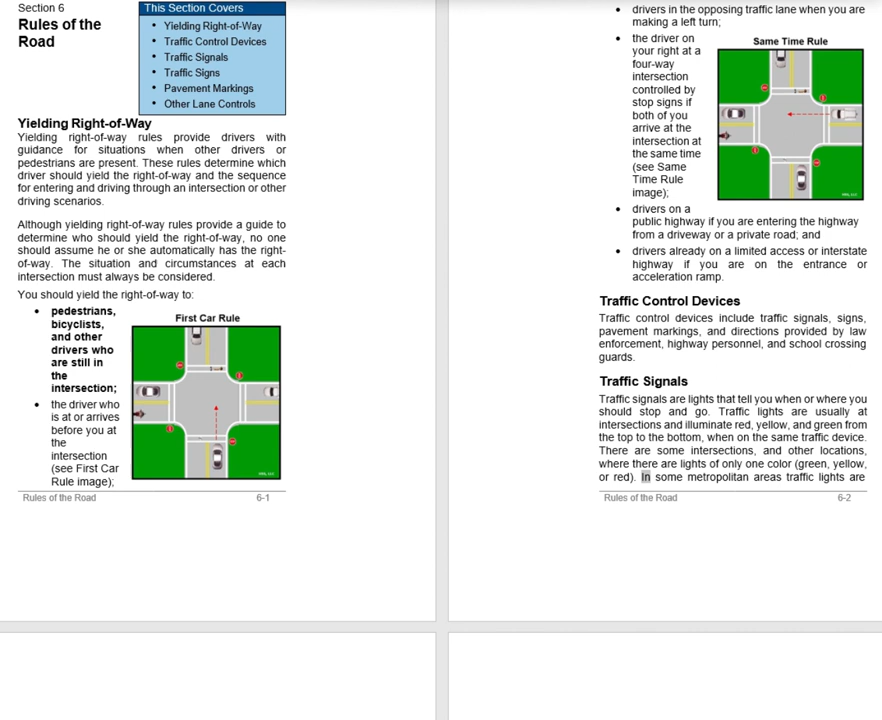 Section 6
Rules of the
Road
This Section Covers
• Yielding Right-of-Way
• Traffic Control Devices
• Traffic Signals
• Traffic Signs
• Pavement Markings
• Other Lane Controls
Yielding Right-of-Way
Yielding right-of-way rules provide drivers with
guidance for situations when other drivers or
pedestrians are present. These rules determine which
driver should yield the right-of-way and the sequence
for entering and driving through an intersection or other
driving scenarios.
Although yielding right-of-way rules provide a guide to
determine who should yield the right-of-way, no one
should assume he or she automatically has the right-
of-way. The situation and circumstances at each
intersection must always be considered.
You should yield the right-of-way to:
• pedestrians,
bicyclists,
and other
drivers who
are still in
the
intersection;
• the driver who
is at or arrives
before you at
the
intersection
(see First Car
Rule image);
First Car Rule
Rules of the Road 6-1
• drivers in the opposing traffic lane when you are
making a left turn;
• the driver on
your right at a
four-way
intersection
controlled by
stop signs if
both of you
arrive at the
intersection at
the same time
(see Same
Time Rule
image);
Same Time Rule
• drivers on a
public highway if you are entering the highway
from a driveway or a private road; and
• drivers already on a limited access or interstate
highway if you are on the entrance or
acceleration ramp.
Traffic Control Devices
Traffic control devices include traffic signals, signs,
pavement markings, and directions provided by law
enforcement, highway personnel, and school crossing
guards.
Traffic Signals
Traffic signals are lights that tell you when or where you
should stop and go. Traffic lights are usually at
intersections and illuminate red, yellow, and green from
the top to the bottom, when on the same traffic device.
There are some intersections, and other locations,
where there are lights of only one color (green, yellow,
or red). In some metropolitan areas traffic lights are
Rules of the Road 6-2